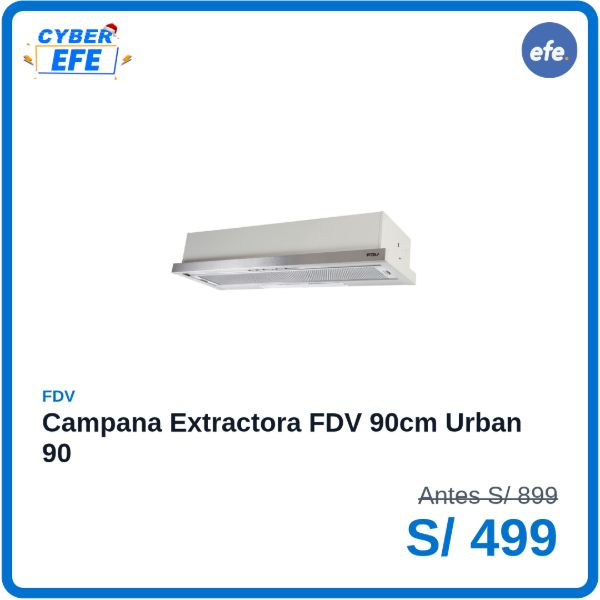 CYBER
EFE
efe.
FDV
Campana Extractora FDV 90cm Urban
90
Antes S/ 899
S/ 499